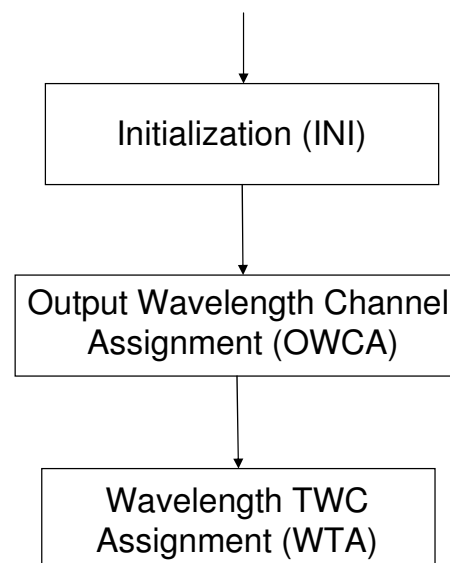 Initialization (INI)
Output Wavelength Channel
Assignment (OWCA)
Wavelength TWC
Assignment (WTA)